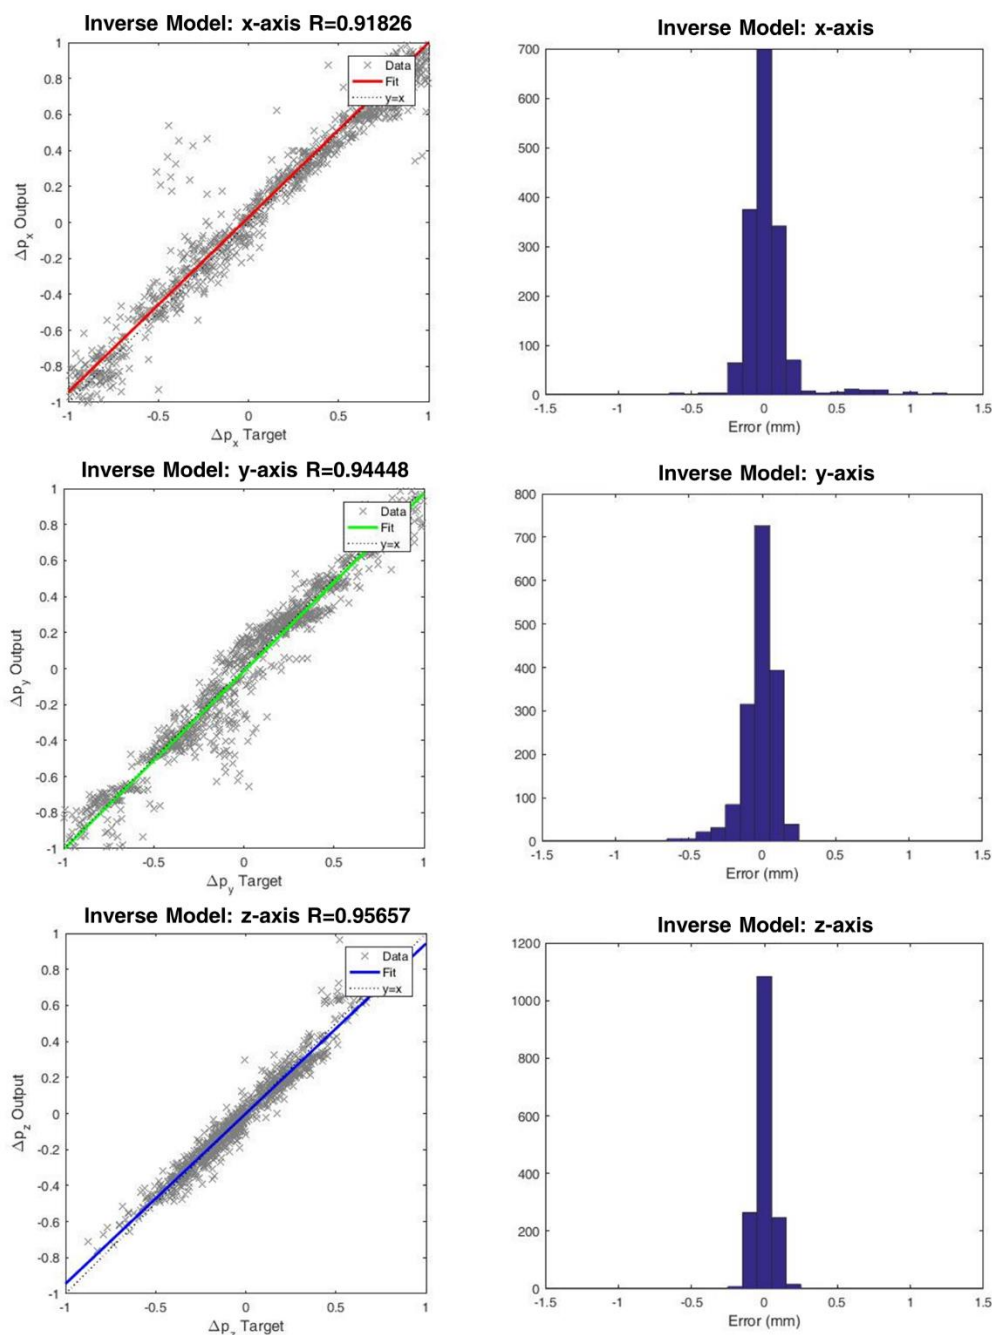 Inverse Model: x-axis R=0.91826
1
0.8
0.6
0.4
0.2
0
-0.2
-0.4
-0.6
-0.8
-1
Δpx Output
Data
Fit
y=x
-1 -0.5 0 0.5 1
Δpx Target
Inverse Model: x-axis
700
600
500
400
300
200
100
0
-1.5 -1 -0.5 0 0.5 1 1.5
Error (mm)
Inverse Model: y-axis R=0.94448
1
0.8
0.6
0.4
0.2
0
-0.2
-0.4
-0.6
-0.8
-1
Δpy Output
Data
Fit
y=x
-1 -0.5 0 0.5 1
Δpy Target
Inverse Model: y-axis
800
700
600
500
400
300
200
100
0
-1.5 -1 -0.5 0 0.5 1 1.5
Error (mm)
Inverse Model: z-axis R=0.95657
1
0.8
0.6
0.4
0.2
0
-0.2
-0.4
-0.6
-0.8
-1
Δpz Output
Data
Fit
y=x
-1 -0.5 0 0.5 1
Δpz Target
Inverse Model: z-axis
1200
1000
800
600
400
200
0
-1.5 -1 -0.5 0 0.5 1 1.5
Error (mm)